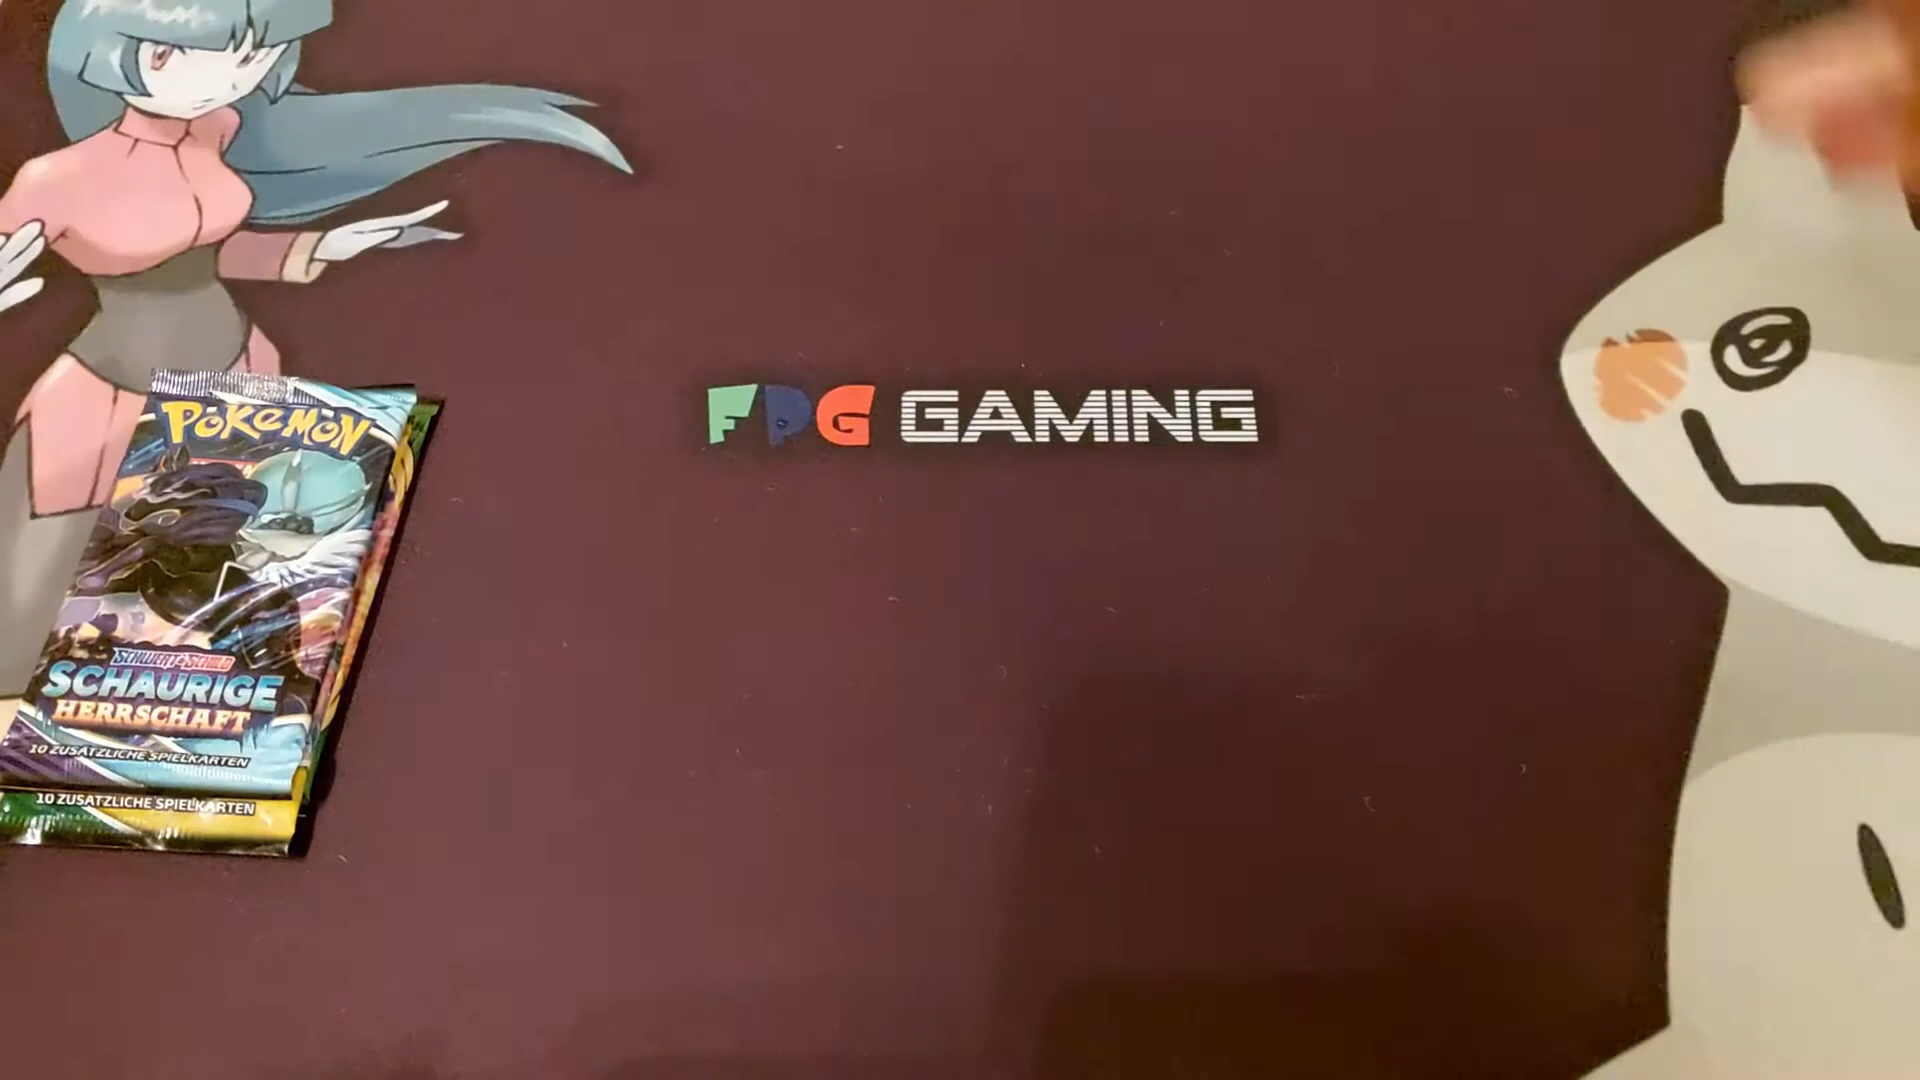 POKÉMON
FPG GAMING
SCHWERT & SCHILD
SCHAURIGE
HERRSCHAFT
10 ZUSÄTZLICHE SPIELKARTEN
10 ZUSÄTZLICHE SPIELKARTEN